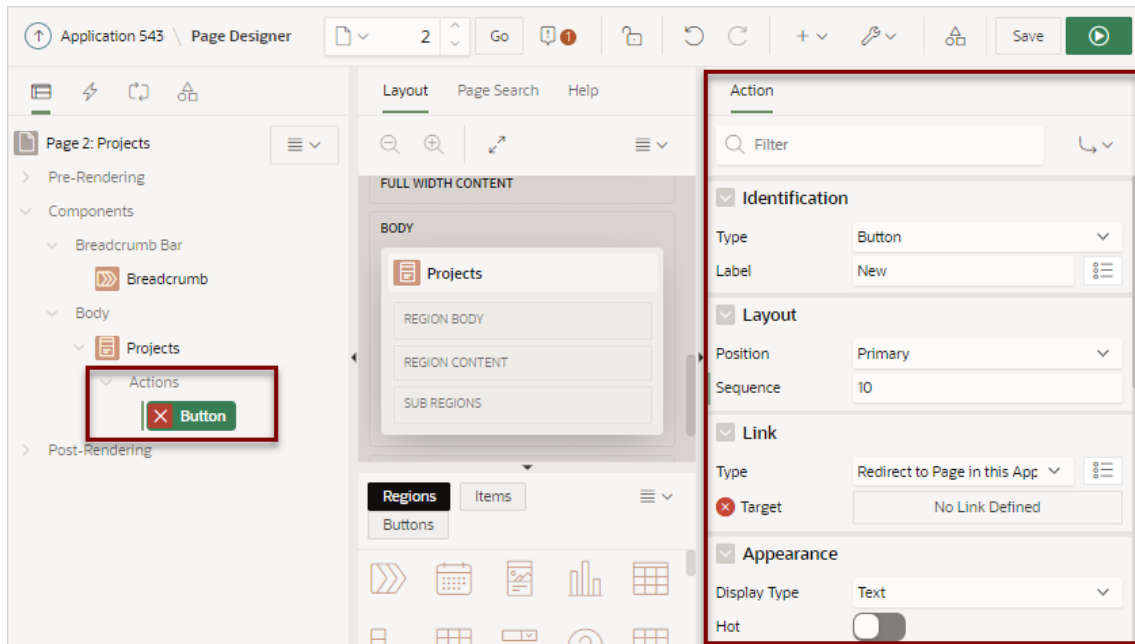 Application 543 \ Page Designer
2
Go
1
Save
Page 2: Projects
Pre-Rendering
Components
Breadcrumb Bar
Breadcrumb
Body
Projects
Actions
Button
Post-Rendering
Layout Page Search Help
FULL WIDTH CONTENT
BODY
Projects
REGION BODY
REGION CONTENT
SUB REGIONS
Regions Items
Buttons
Action
Filter
Identification
Type Button
Label New
Layout
Position Primary
Sequence 10
Link
Type Redirect to Page in this App
Target No Link Defined
Appearance
Display Type Text
Hot